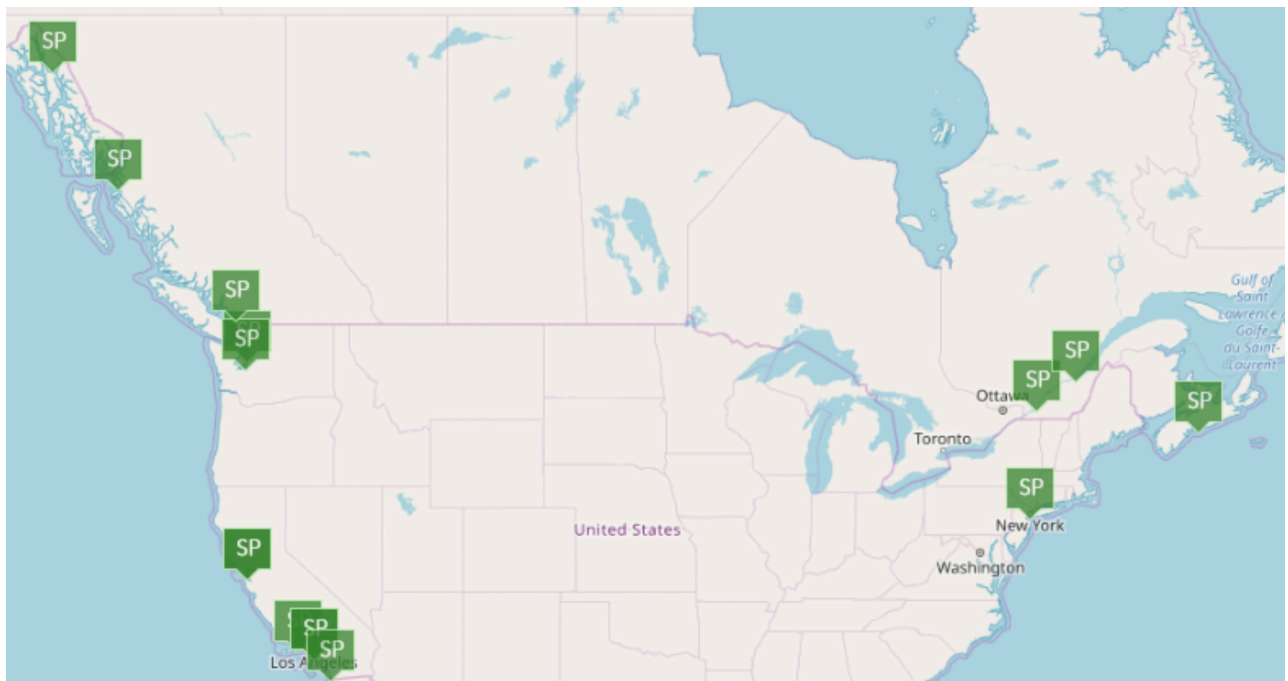 SP
SP
SP
SP
SP
Gulf of
Saint
Lawrence /
Golfe
du Saint-
Laurent
SP
SP
Ottawa
SP
Toronto
SP
New York
United States
Washington
SP
SP
SP
Los Angeles